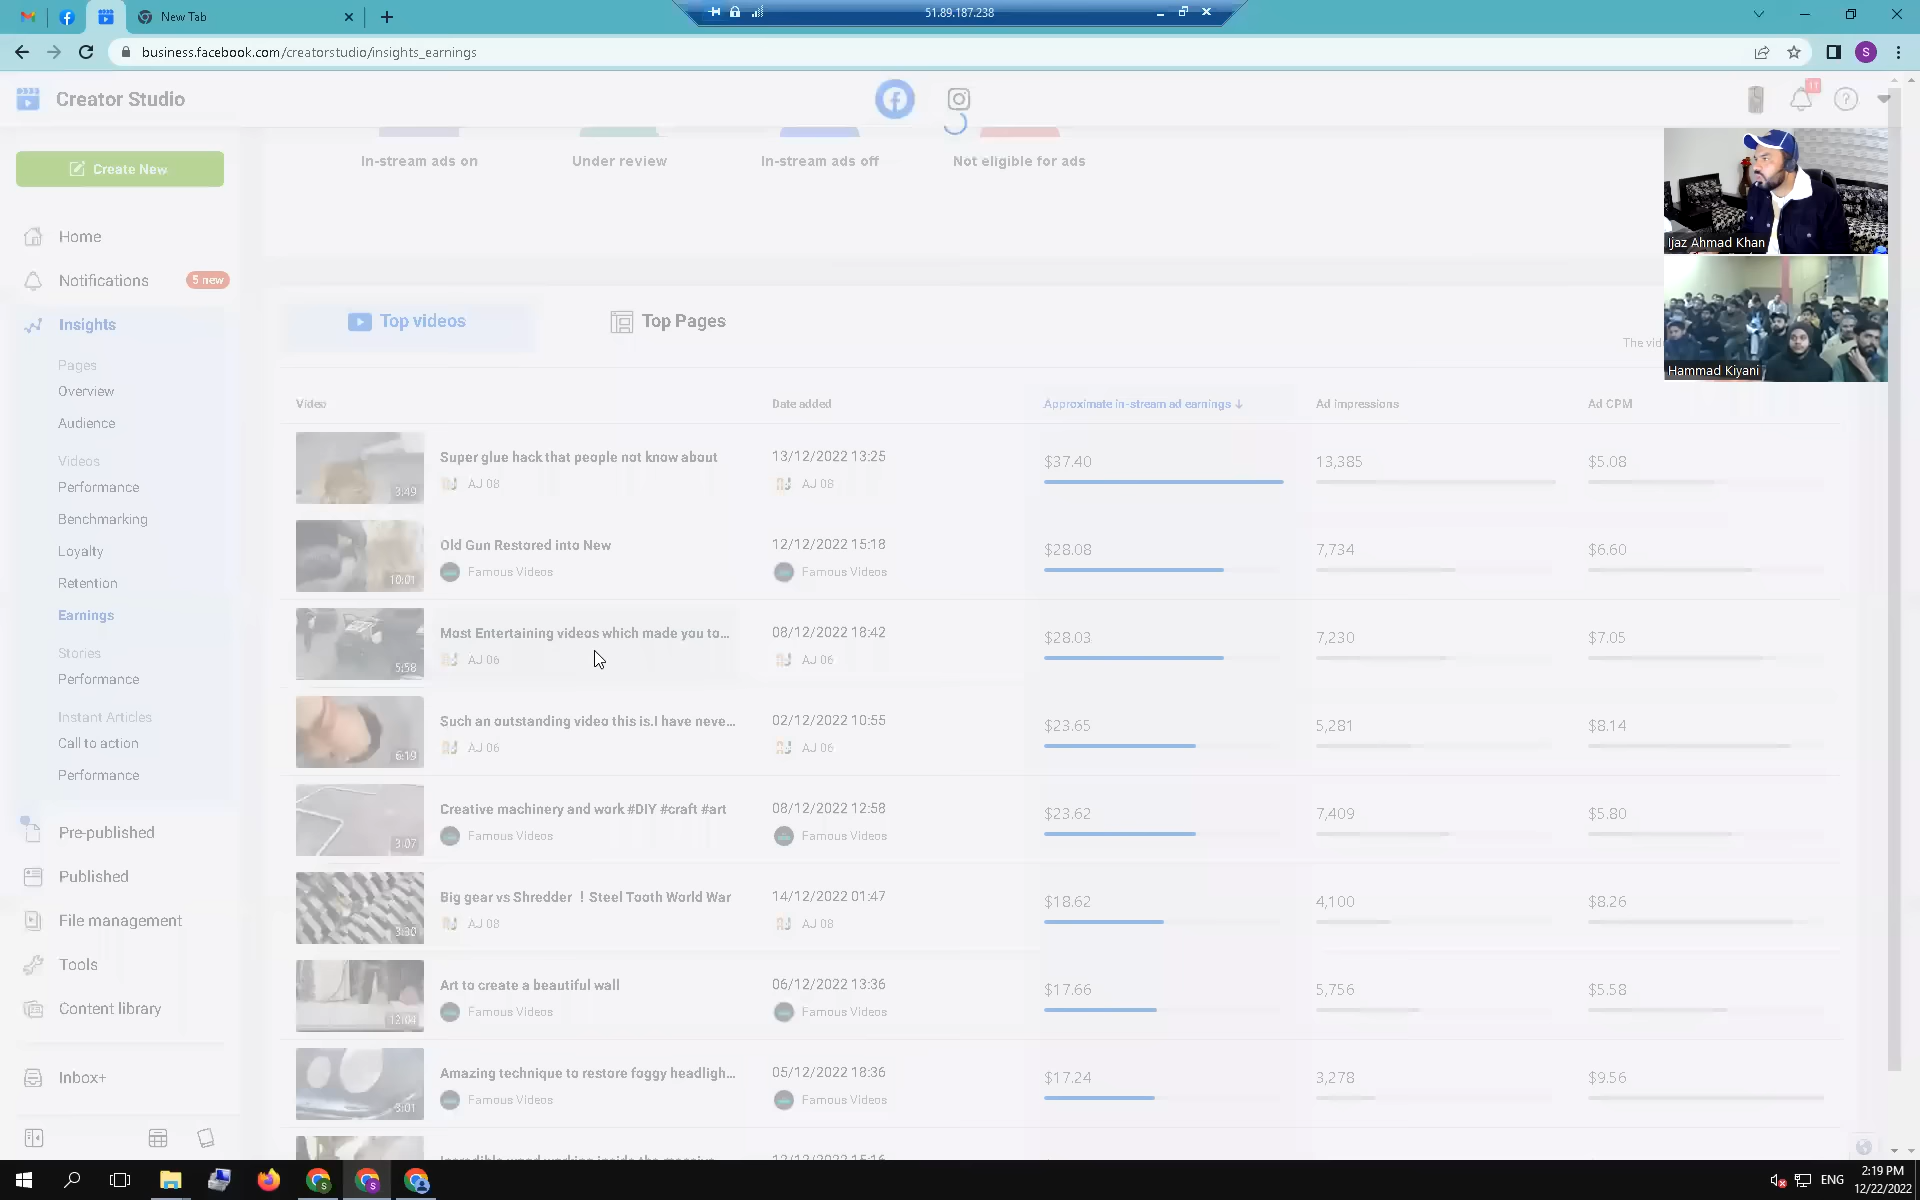 New Tab
51.89.187.238
business.facebook.com/creatorstudio/insights_earnings
S
Creator Studio
11
In-stream ads on
Under review
In-stream ads off
Not eligible for ads
Create New
Ijaz Ahmad Khan
Home
Notifications
5 new
Insights
Top videos
Top Pages
The
Hammad Kiyani
Pages
Overview
Audience
Videos
Performance
Benchmarking
Loyalty
Retention
Earnings
Stories
Performance
Instant Articles
Call to action
Performance
Pre-published
Published
File management
Tools
Content library
Inbox+
Video
Date added
Approximate in-stream ad earnings ↓
Ad impressions
Ad CPM
3:49
Super glue hack that people not know about
AJ 08
13/12/2022 13:25
AJ 08
$37.40
13,385
$5.08
10:01
Old Gun Restored into New
Famous Videos
12/12/2022 15:18
Famous Videos
$28.08
7,734
$6.60
5:58
Most Entertaining videos which made you to...
AJ 06
08/12/2022 18:42
AJ 06
$28.03
7,230
$7.05
6:19
Such an outstanding video this is.I have neve...
AJ 06
02/12/2022 10:55
AJ 06
$23.65
5,281
$8.14
3:07
Creative machinery and work #DIY #craft #art
Famous Videos
08/12/2022 12:58
Famous Videos
$23.62
7,409
$5.80
3:30
Big gear vs Shredder ！Steel Tooth World War
AJ 08
14/12/2022 01:47
AJ 08
$18.62
4,100
$8.26
12:04
Art to create a beautiful wall
Famous Videos
06/12/2022 13:36
Famous Videos
$17.66
5,756
$5.58
3:01
Amazing technique to restore foggy headligh...
Famous Videos
05/12/2022 18:36
Famous Videos
$17.24
3,278
$9.56
ENG
2:19 PM
12/22/2022